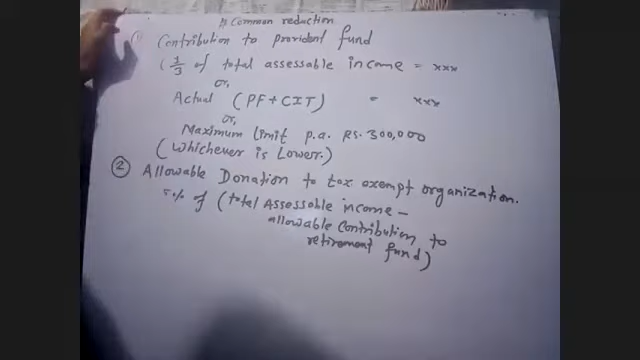 Common reduction
(1) Contribution to provident fund
(1/3 of total assessable income = xxx
or,
Actual (PF+CIT) = xxx
or,
Maximum limit p.a. Rs. 300,000
(Whichever is Lower.)
(2) Allowable Donation to tax exempt organization.
5% of (total Assessable income -
allowable Contribution to
retirement fund)